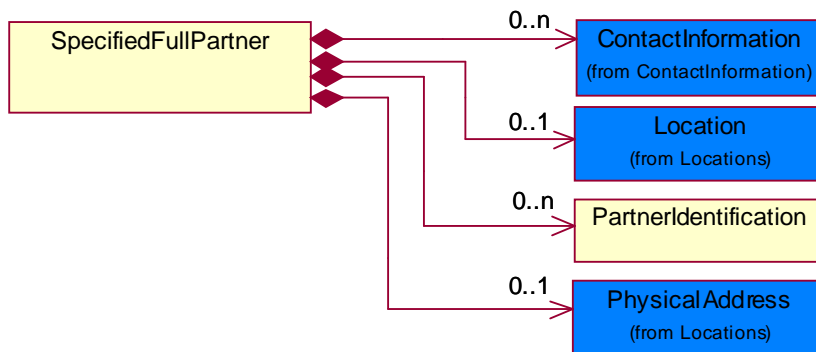 SpecifiedFullPartner
0..n
ContactInformation
(from ContactInformation)
0..1
Location
(from Locations)
0..n
PartnerIdentification
0..1
PhysicalAddress
(from Locations)